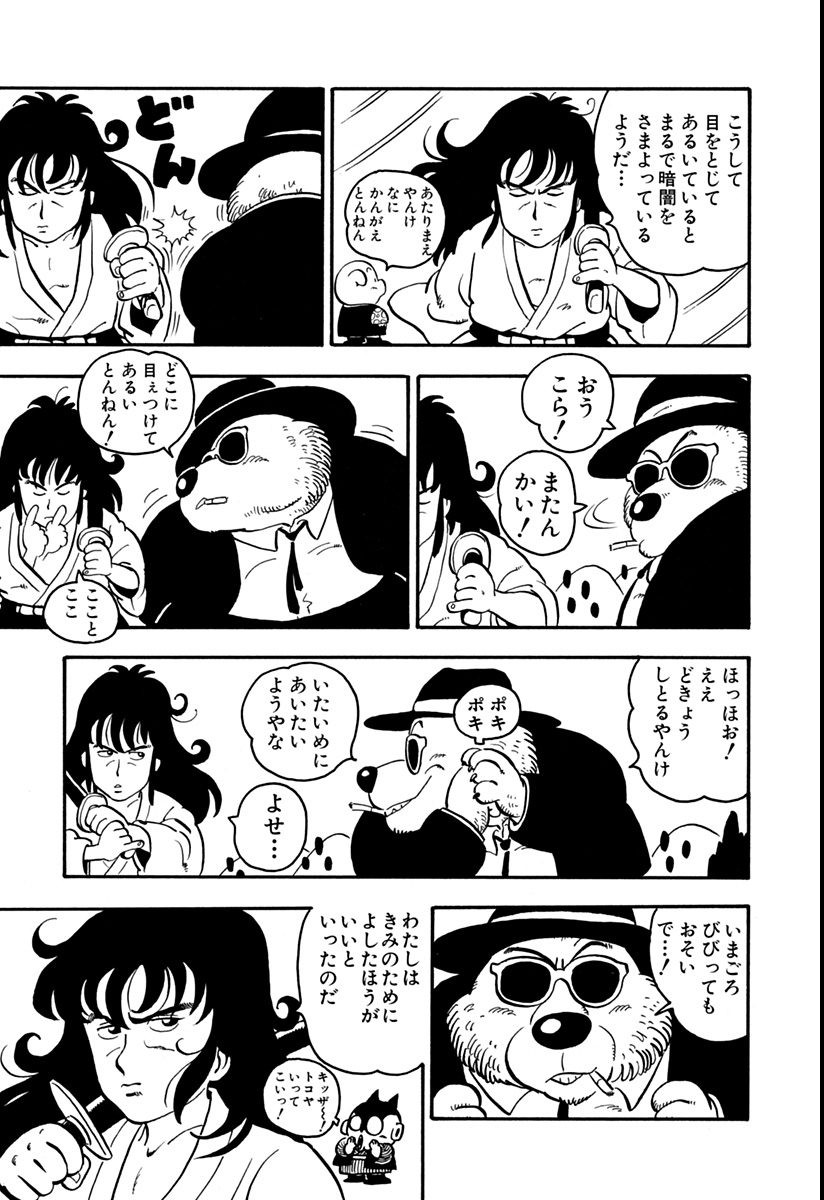 こうして
目をとじて
あるいていると
まるで暗闇を
さまよっている
ようだ…
あたりまえ
やんけ
なに
かんがえ
とんねん
どん
おう
こら!
またん
かい!
どこに
目ぇつけて
あるい
とんねん!
ここと
ここ
ほっほお!
ええ
どきょう
しとるやんけ
ポキ
ポキ
いたいめに
あいたい
ようやな
よせ…
いまごろ
びびっても
おそい
で…!
わたしは
きみのために
よしたほうが
いいと
いったのだ
キッザ〜!
トコヤ
いって
こいっ!